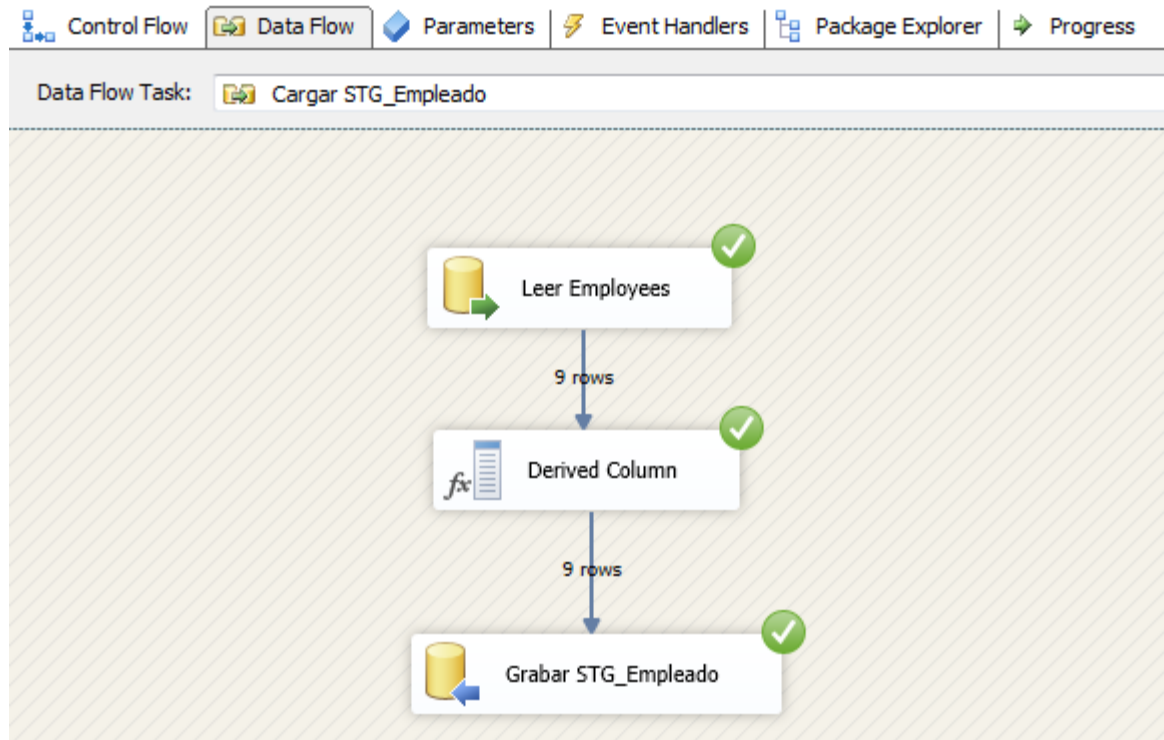 Control Flow Data Flow Parameters Event Handlers Package Explorer Progress
Data Flow Task: Cargar STG_Empleado
Leer Employees
9 rows
fx Derived Column
9 rows
Grabar STG_Empleado